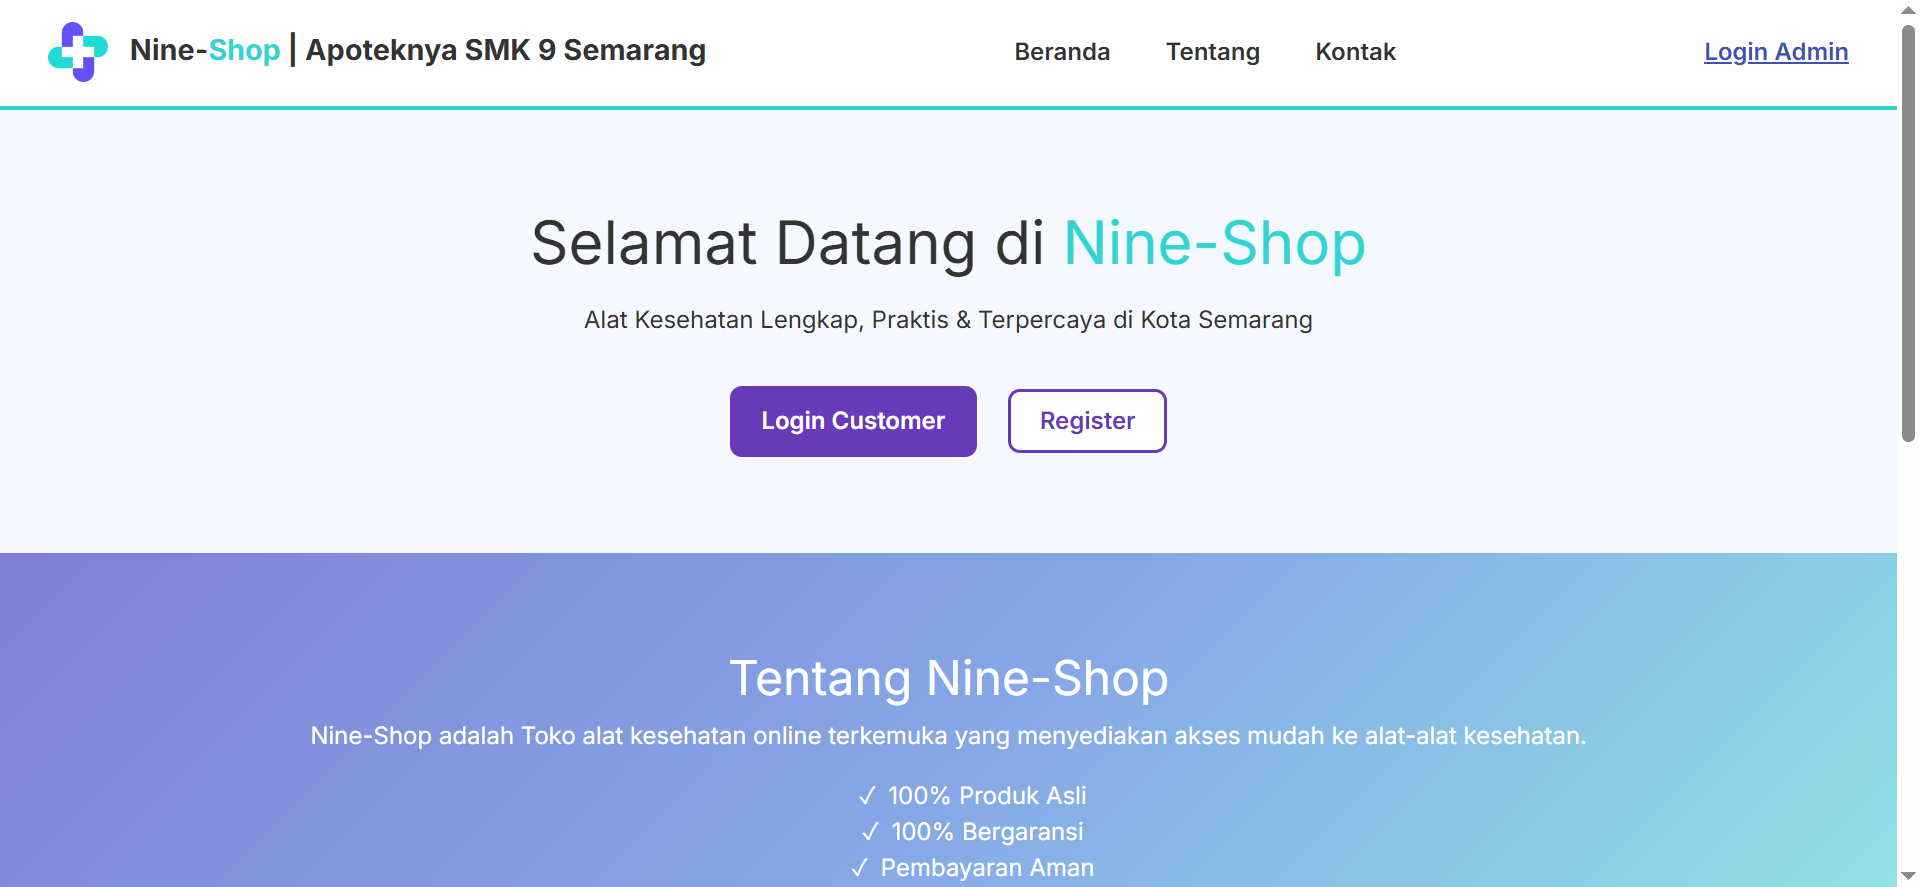 Nine-Shop | Apoteknya SMK 9 Semarang
Beranda
Tentang
Kontak
Login Admin
Selamat Datang di Nine-Shop
Alat Kesehatan Lengkap, Praktis & Terpercaya di Kota Semarang
Login Customer
Register
Tentang Nine-Shop
Nine-Shop adalah Toko alat kesehatan online terkemuka yang menyediakan akses mudah ke alat-alat kesehatan.
✓ 100% Produk Asli
✓ 100% Bergaransi
✓ Pembayaran Aman